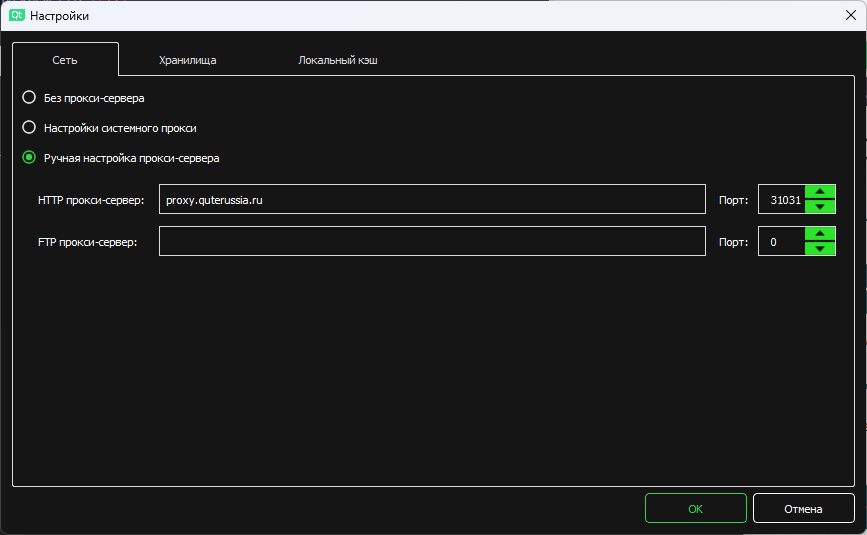 Qt Настройки
Сеть Хранилища Локальный кэш
Без прокси-сервера
Настройки системного прокси
Ручная настройка прокси-сервера
HTTP прокси-сервер: proxy.quterussia.ru Порт: 31031
FTP прокси-сервер: Порт: 0
OK Отмена